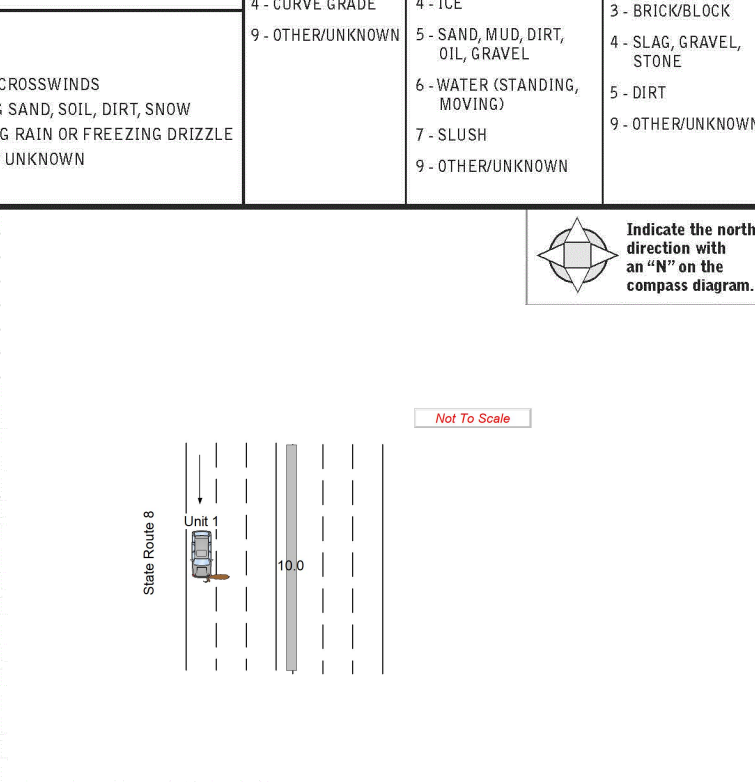 4 - CURVE GRADE
9 - OTHER/UNKNOWN
4 - ICE
5 - SAND, MUD, DIRT,
OIL, GRAVEL
6 - WATER (STANDING,
MOVING)
7 - SLUSH
9 - OTHER/UNKNOWN
3 - BRICK/BLOCK
4 - SLAG, GRAVEL,
STONE
5 - DIRT
9 - OTHER/UNKNOWN
CROSSWINDS
G SAND, SOIL, DIRT, SNOW
G RAIN OR FREEZING DRIZZLE
UNKNOWN
Indicate the north
direction with
an “N” on the
compass diagram.
Not To Scale
State Route 8
Unit 1
10.0